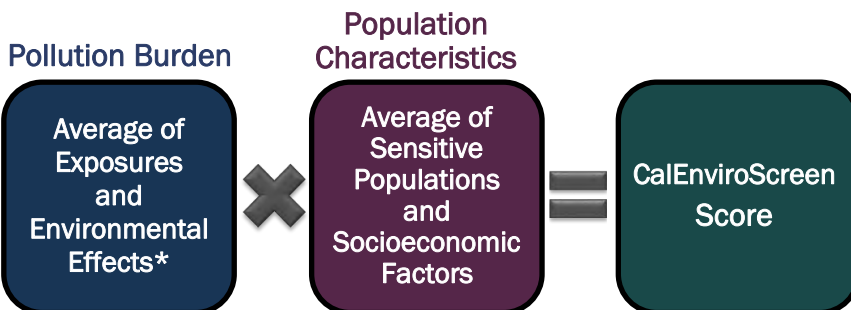 Pollution Burden
Population
Characteristics
Average of
Exposures
and
Environmental
Effects*
Average of
Sensitive
Populations
and
Socioeconomic
Factors
CalEnviroScreen
Score